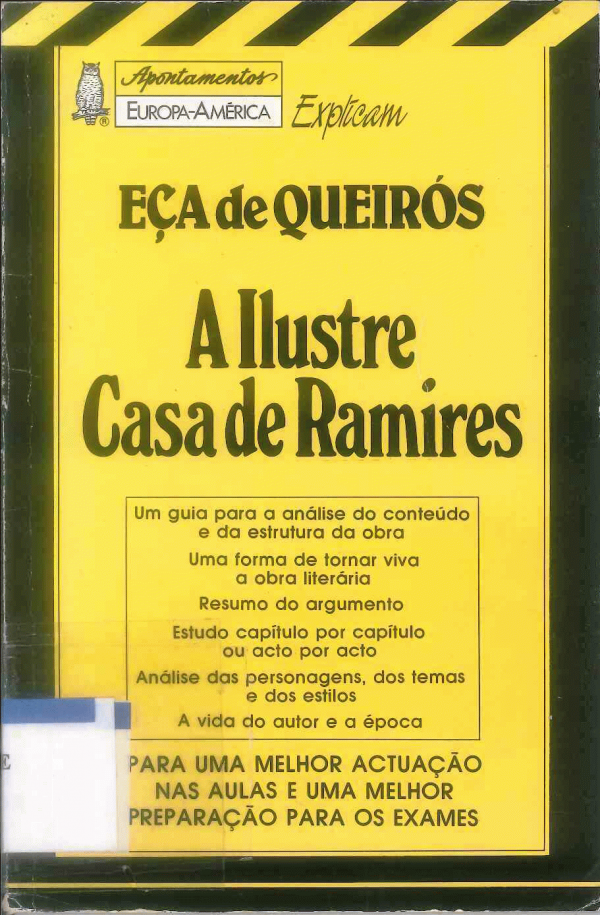 Apontamentos
EUROPA-AMÉRICA
Explicam
®
EÇA de QUEIRÓS
A Ilustre
Casa de Ramires
Um guia para a análise do conteúdo
e da estrutura da obra
Uma forma de tornar viva
a obra literária
Resumo do argumento
Estudo capítulo por capítulo
ou acto por acto
Análise das personagens, dos temas
e dos estilos
A vida do autor e a época
E
PARA UMA MELHOR ACTUAÇÃO
NAS AULAS E UMA MELHOR
PREPARAÇÃO PARA OS EXAMES